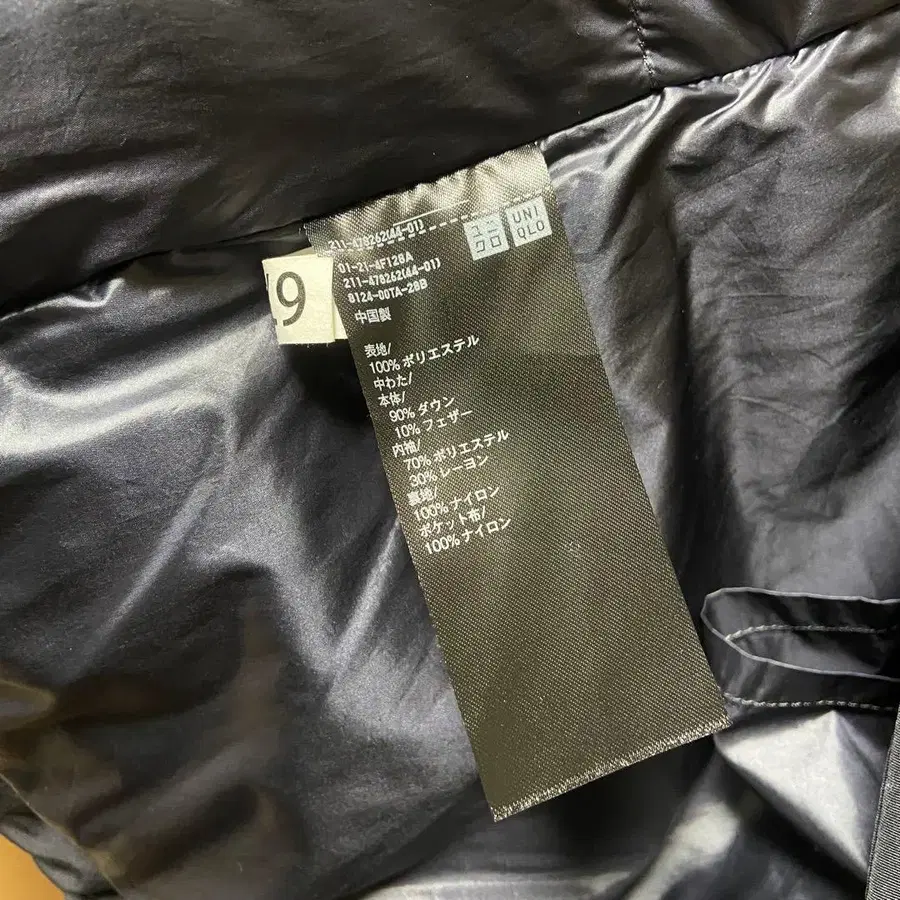 211-478262(44-01)
ユニ
クロ
UNI
QLO
01-21-4F128A
211-478262(44-01)
8124-00TA-28B
中国製
表地/
100% ポリエステル
中わた/
本体/
90% ダウン
10% フェザー
内袖/
70% ポリエステル
30% レーヨン
裏地/
100% ナイロン
ポケット布/
100% ナイロン
9